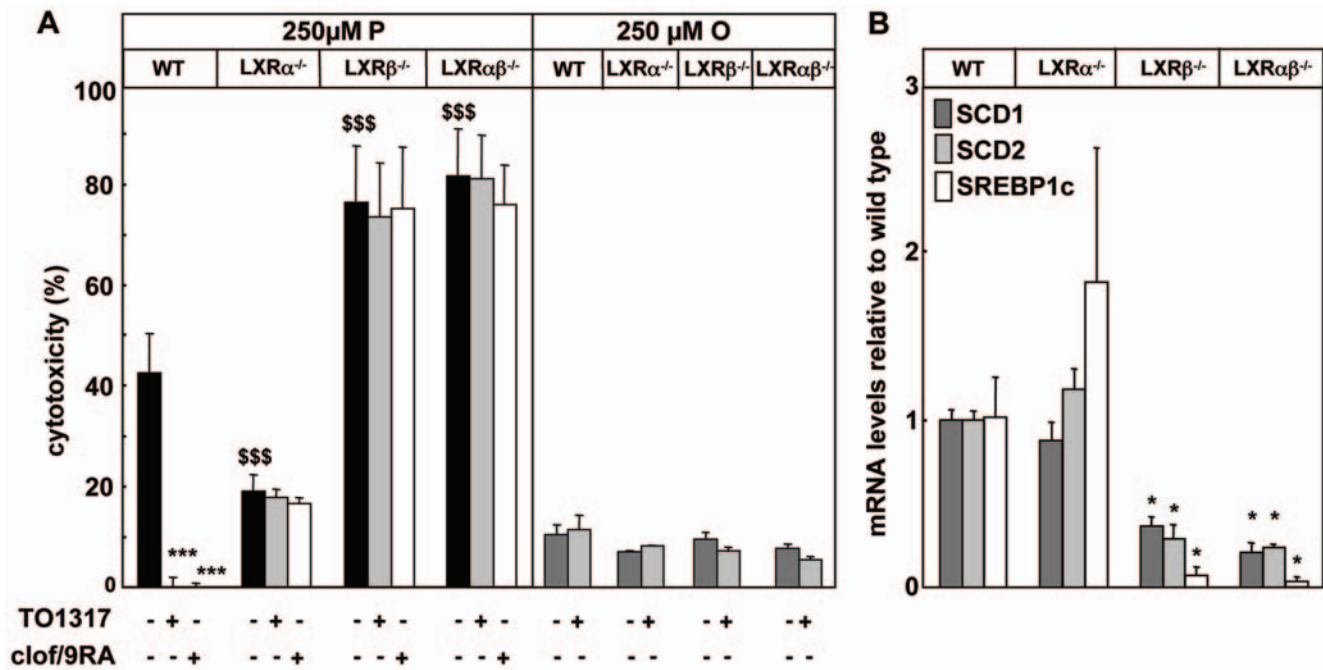 A
250µM P
250 µM O
WT LXRα-/- LXRβ-/- LXRαβ-/- WT LXRα-/- LXRβ-/- LXRαβ-/-
100
80
60
40
20
0
cytotoxicity (%)
$$$
$$$
$$$
***
***
TO1317 - + - - + - - + - - + - - + - + - + - +
clof/9RA - - + - - + - - + - - + - - - - - - - -
B
WT LXRα-/- LXRβ-/- LXRαβ-/-
3
2
1
0
mRNA levels relative to wild type
SCD1
SCD2
SREBP1c
* * *
* * *